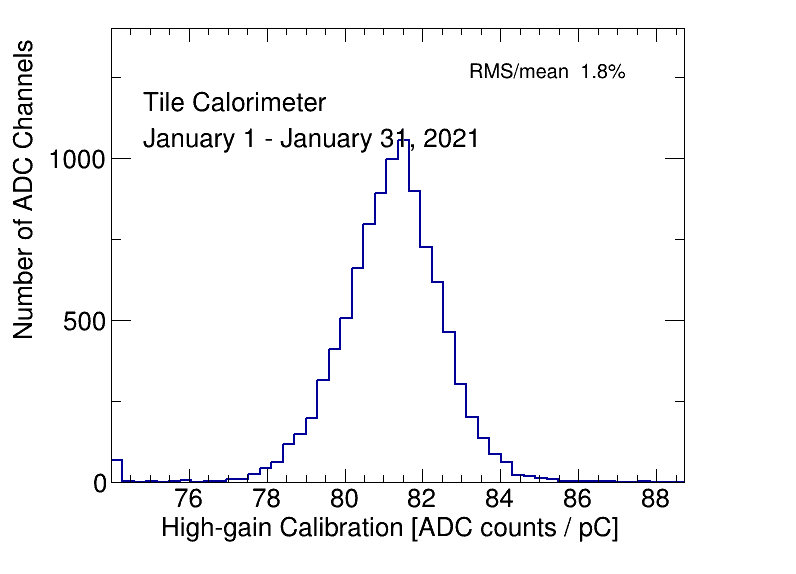 RMS/mean 1.8%
Tile Calorimeter
January 1 - January 31, 2021
Number of ADC Channels
1000
500
0
76 78 80 82 84 86 88
High-gain Calibration [ADC counts / pC]